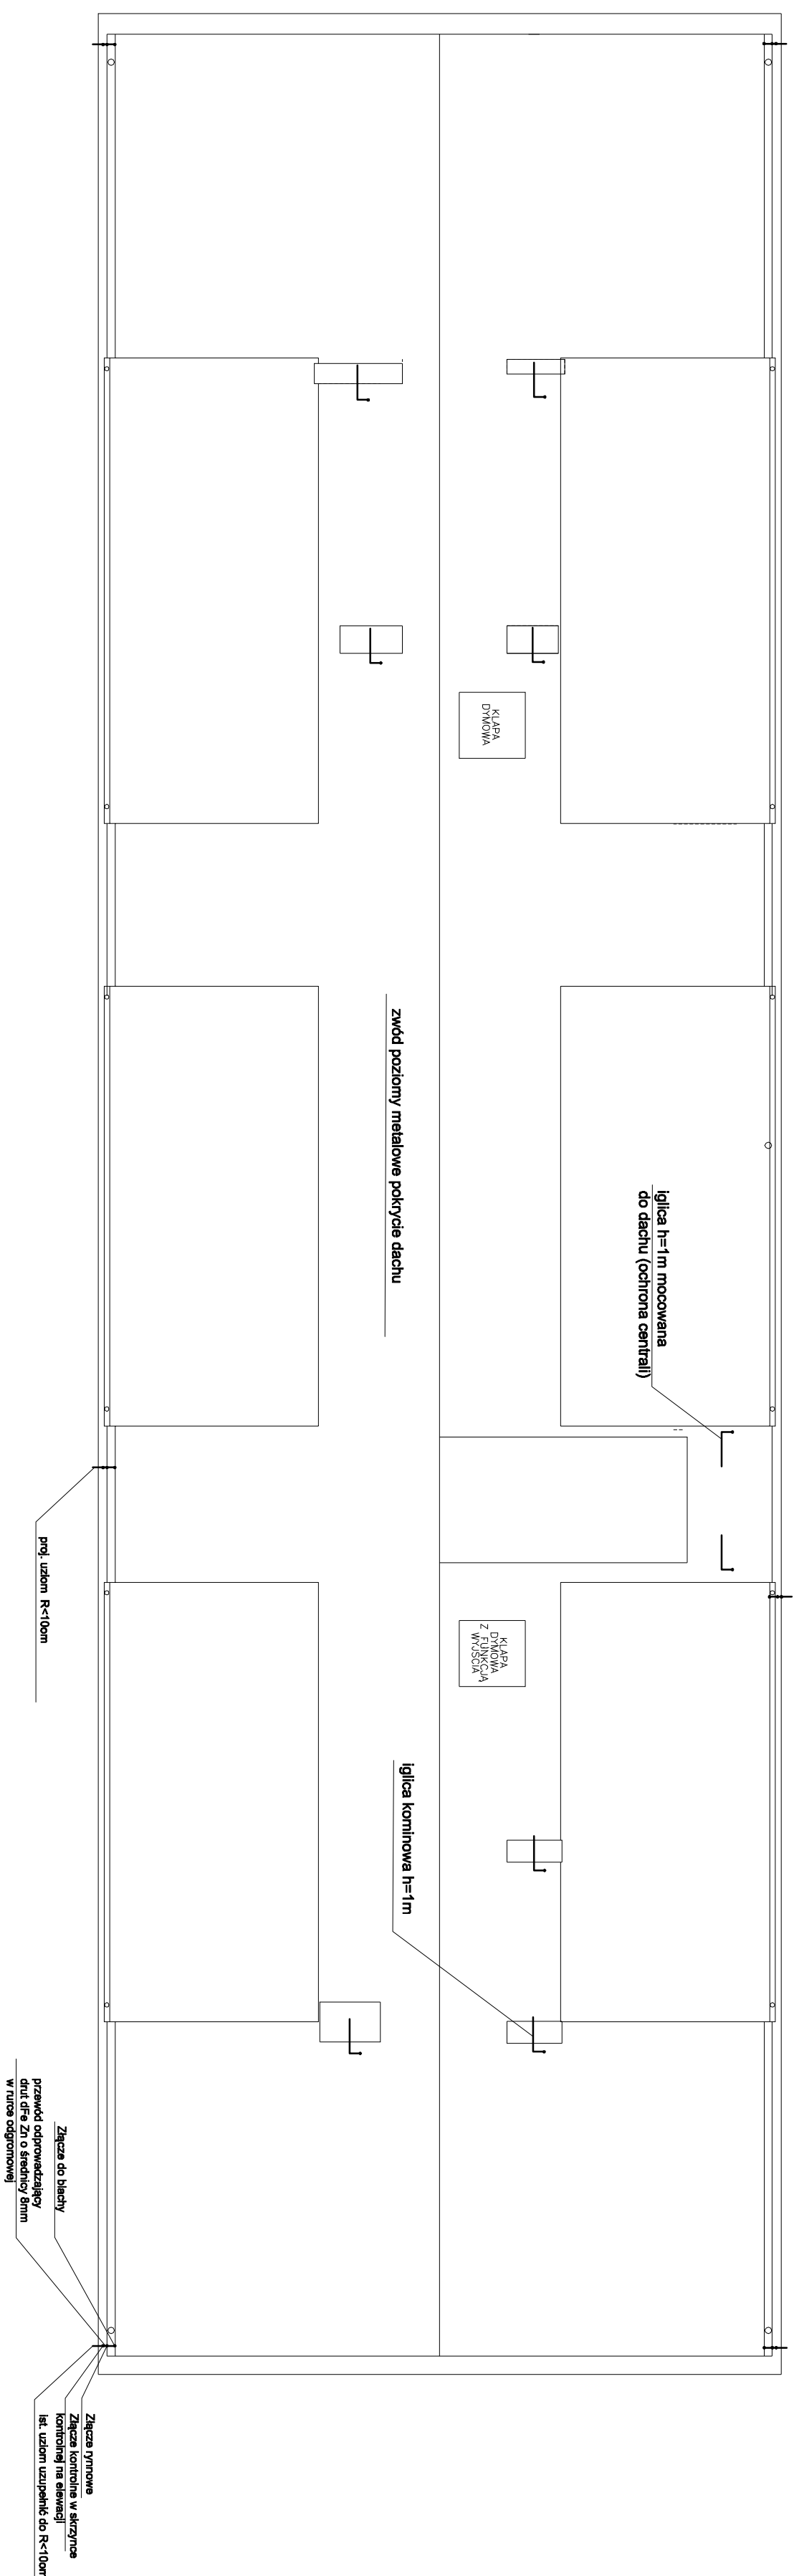 KLAPA
DYMOWA
zwód poziomy metalowe pokrycie dachu
iglica h=1m mocowana
do dachu (ochrona centrali)
proj. uziom R<10om
KLAPA
DYMOWA
Z FUNKCJĄ
WYJŚCIA
iglica kominowa h=1m
Złącze do blachy
przewód odprowadzający
drut dFe Zn o średnicy 8mm
w rurce odgromowej
Złącze rynnowe
Złącze kontrolne w skrzynce
kontrolnej na elewacji
ist. uziom uzupełnić do R<10om